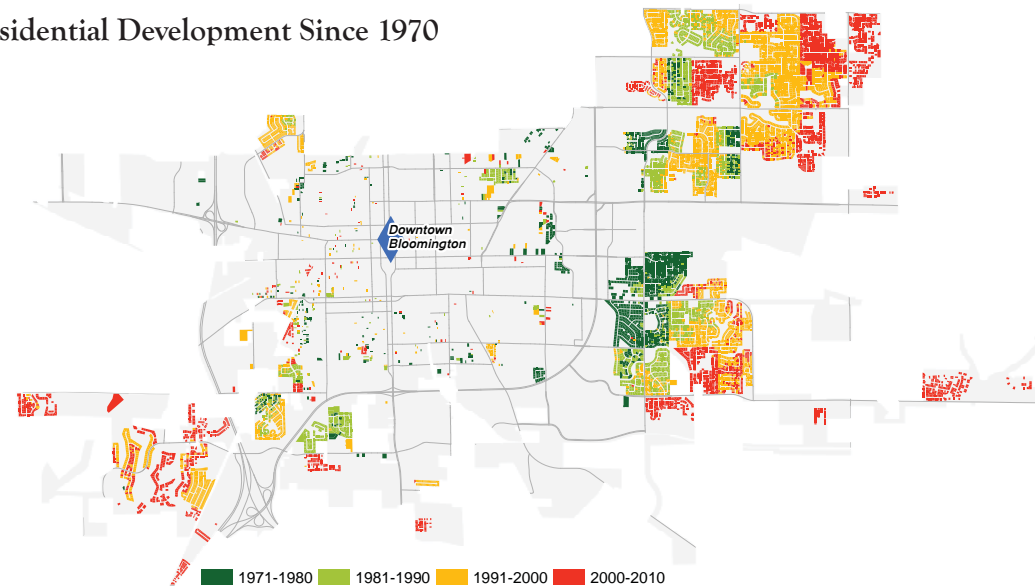 sidential Development Since 1970
Downtown
Bloomington
1971-1980
1981-1990
1991-2000
2000-2010